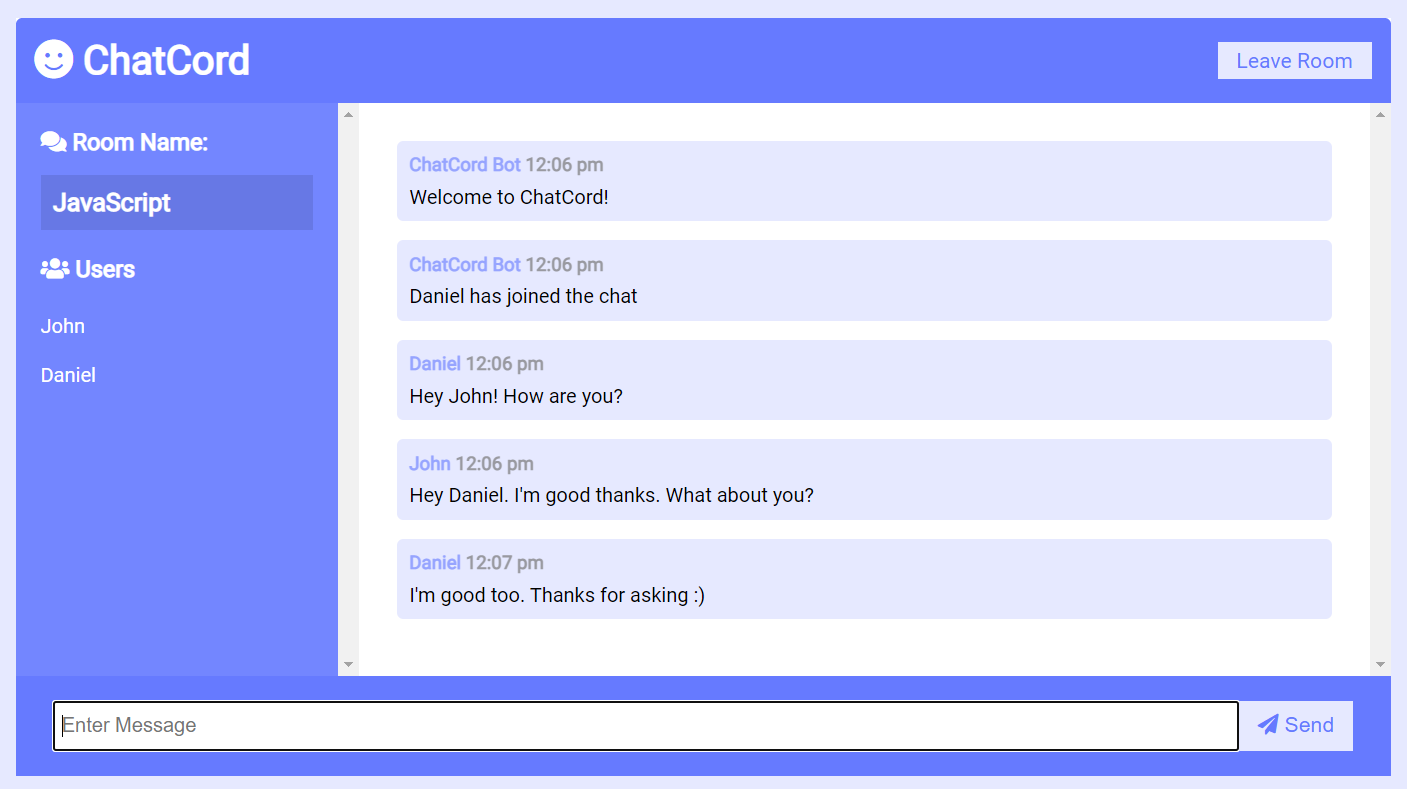 ChatCord
Leave Room
Room Name:
JavaScript
Users
John
Daniel
ChatCord Bot 12:06 pm
Welcome to ChatCord!
ChatCord Bot 12:06 pm
Daniel has joined the chat
Daniel 12:06 pm
Hey John! How are you?
John 12:06 pm
Hey Daniel. I'm good thanks. What about you?
Daniel 12:07 pm
I'm good too. Thanks for asking :)
Enter Message
Send